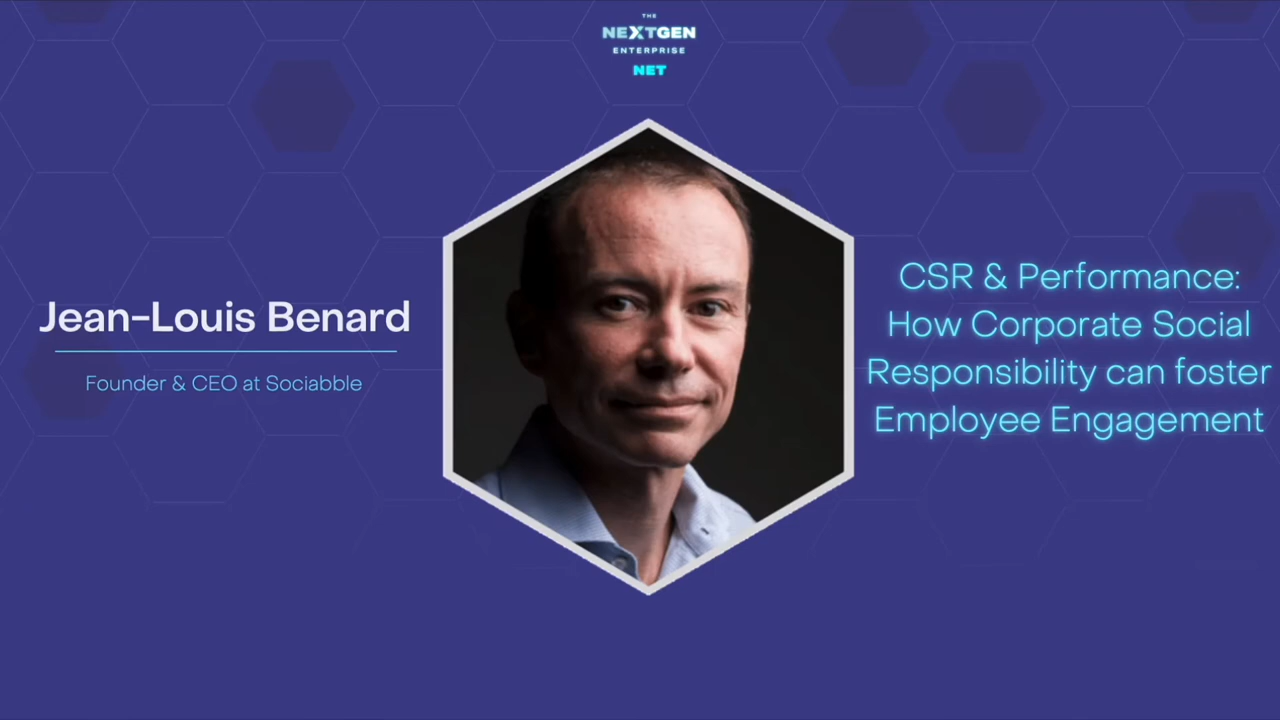 THE
NEXTGEN
ENTERPRISE
NET
Jean-Louis Benard
Founder & CEO at Sociabble
CSR & Performance:
How Corporate Social
Responsibility can foster
Employee Engagement